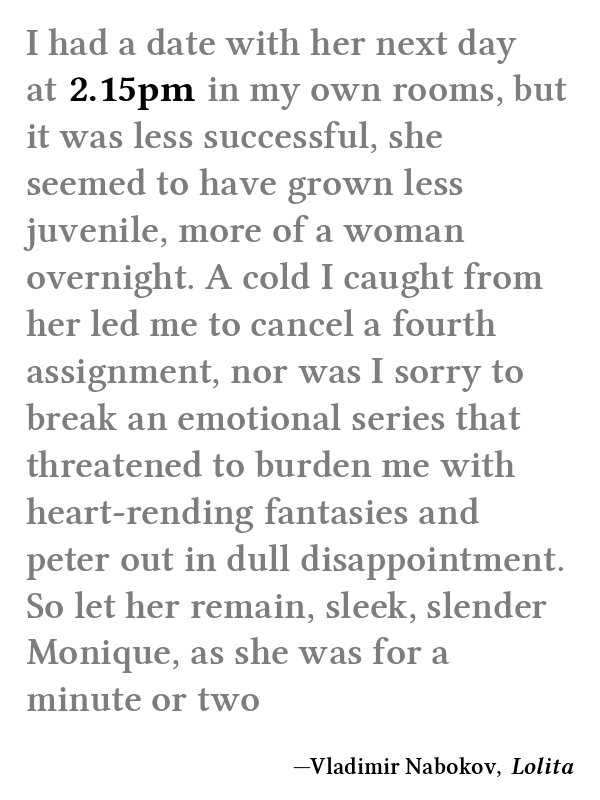 I had a date with her next day
at 2.15pm in my own rooms, but
it was less successful, she
seemed to have grown less
juvenile, more of a woman
overnight. A cold I caught from
her led me to cancel a fourth
assignment, nor was I sorry to
break an emotional series that
threatened to burden me with
heart-rending fantasies and
peter out in dull disappointment.
So let her remain, sleek, slender
Monique, as she was for a
minute or two
—Vladimir Nabokov, Lolita